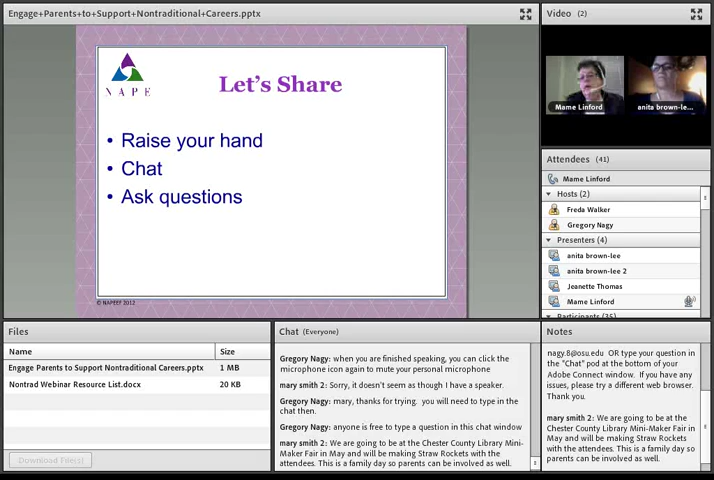 Engage+Parents+to+Support+Nontraditional+Careers.pptx
NAPE
Let's Share
• Raise your hand
• Chat
• Ask questions
© NAPEEF 2012
Video (2)
Mame Linford
anita brown-le...
Attendees (41)
Mame Linford
Hosts (2)
Freda Walker
Gregory Nagy
Presenters (4)
anita brown-lee
anita brown-lee 2
Jeanette Thomas
Mame Linford
Participants (35)
Files
Name Size
Engage Parents to Support Nontraditional Careers.pptx 1 MB
Nontrad Webinar Resource List.docx 20 KB
Download File(s)
Chat (Everyone)
Gregory Nagy: when you are finished speaking, you can click the
microphone icon again to mute your personal microphone
mary smith 2: Sorry, it doesn't seem as though I have a speaker.
Gregory Nagy: mary, thanks for trying. you will need to type in the
chat then.
Gregory Nagy: anyone is free to type a question in this chat window
mary smith 2: We are going to be at the Chester County Library Mini-
Maker Fair in May and will be making Straw Rockets with the
attendees. This is a family day so parents can be involved as well.
Notes
nagy.8@osu.edu OR type your question in
the "Chat" pod at the bottom of your
Adobe Connect window. If you have any
issues, please try a different web browser.
Thank you.
mary smith 2: We are going to be at the
Chester County Library Mini-Maker Fair in
May and will be making Straw Rockets
with the attendees. This is a family day so
parents can be involved as well.